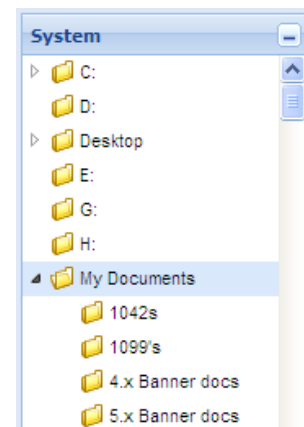 System
C:
D:
Desktop
E:
G:
H:
My Documents
1042s
1099's
4.x Banner docs
5.x Banner docs